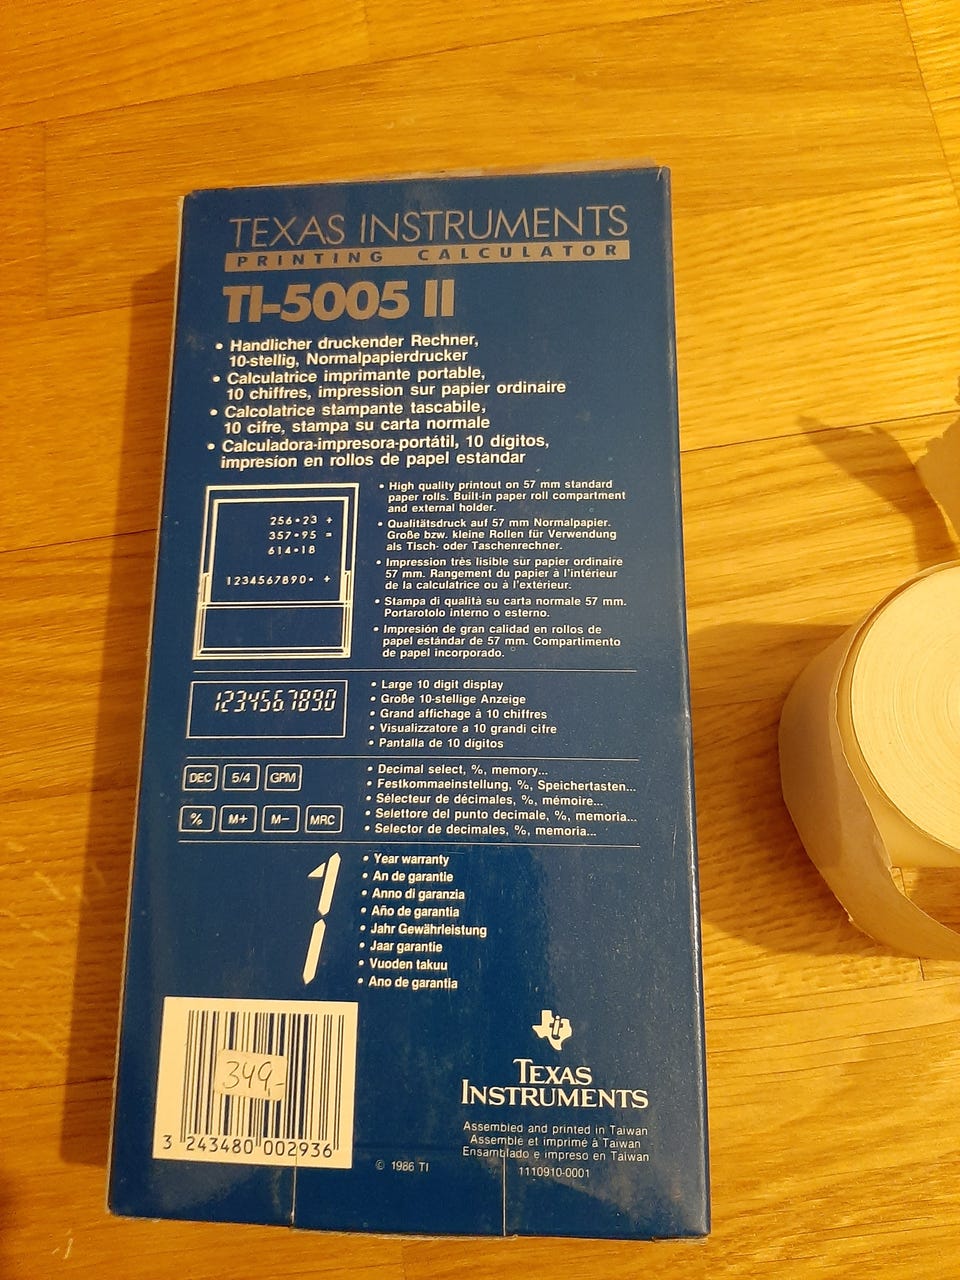 TEXAS INSTRUMENTS
PRINTING CALCULATOR
TI-5005 II
• Handlicher druckender Rechner,
10-stellig, Normalpapierdrucker
• Calculatrice imprimante portable,
10 chiffres, impression sur papier ordinaire
• Calcolatrice stampante tascabile,
10 cifre, stampa su carta normale
• Calculadora-impresora-portátil, 10 dígitos,
impresion en rollos de papel estándar
256•23 +
357•95 =
614•18
1234567890• +
• High quality printout on 57 mm standard
paper rolls. Built-in paper roll compartment
and external holder.
• Qualitätsdruck auf 57 mm Normalpapier.
Große bzw. kleine Rollen für Verwendung
als Tisch- oder Taschenrechner.
• Impression très lisible sur papier ordinaire
57 mm. Rangement du papier à l'intérieur
de la calculatrice ou à l'extérieur.
• Stampa di qualità su carta normale 57 mm.
Portarotolo interno o esterno.
• Impresión de gran calidad en rollos de
papel estándar de 57 mm. Compartimento
de papel incorporado.
1234567890
• Large 10 digit display
• Große 10-stellige Anzeige
• Grand affichage à 10 chiffres
• Visualizzatore a 10 grandi cifre
• Pantalla de 10 dígitos
DEC 5/4 GPM
% M+ M− MRC
• Decimal select, %, memory...
• Festkommaeinstellung, %, Speichertasten...
• Sélecteur de décimales, %, mémoire...
• Selettore del punto decimale, %, memoria...
• Selector de decimales, %, memoria...
1
• Year warranty
• An de garantie
• Anno di garanzia
• Año de garantia
• Jahr Gewährleistung
• Jaar garantie
• Vuoden takuu
• Ano de garantia
349,-
3 243480 002936
© 1986 TI
TEXAS
INSTRUMENTS
Assembled and printed in Taiwan
Assemblé et imprimé à Taiwan
Ensamblado e impreso en Taiwan
1110910-0001